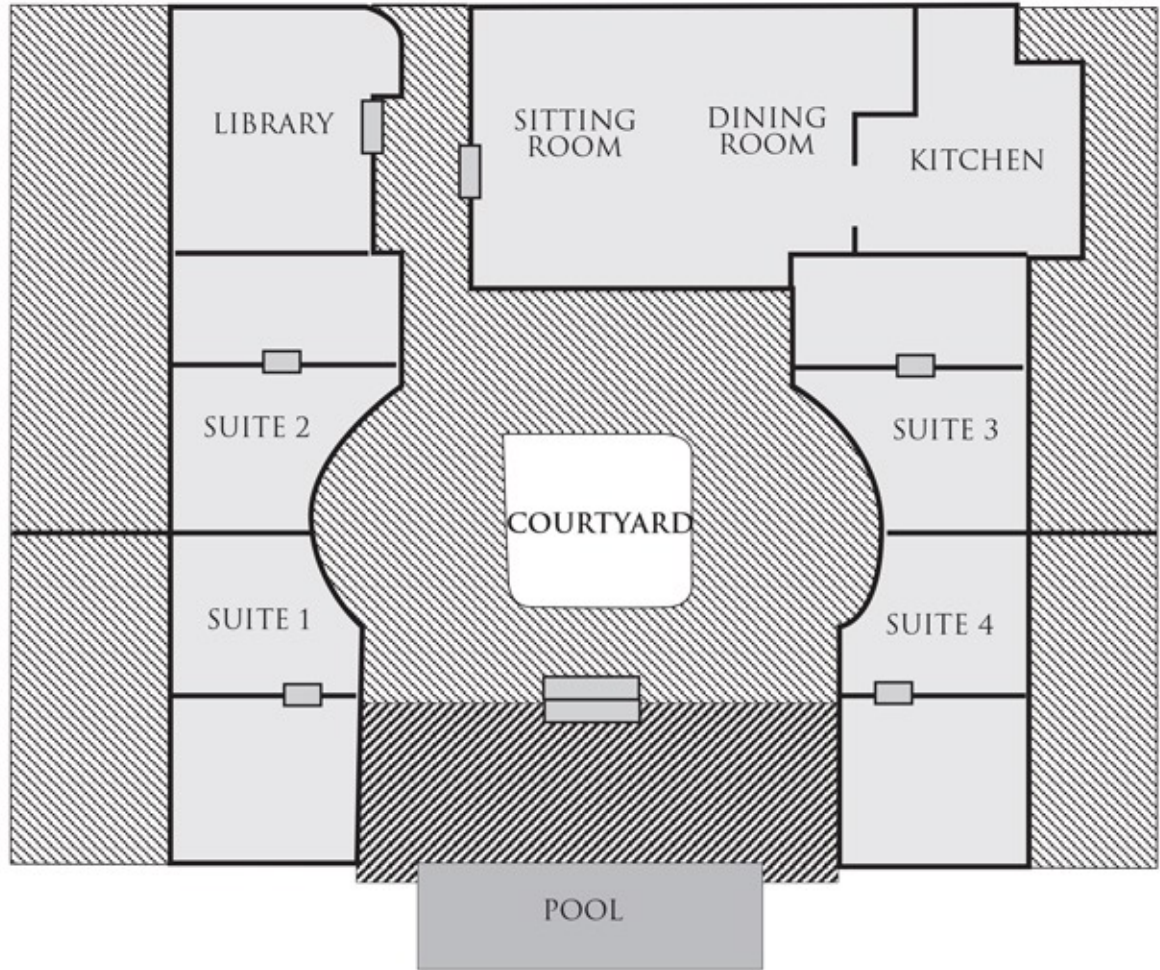 LIBRARY
SITTING
ROOM
DINING
ROOM
KITCHEN
SUITE 2
SUITE 3
COURTYARD
SUITE 1
SUITE 4
POOL